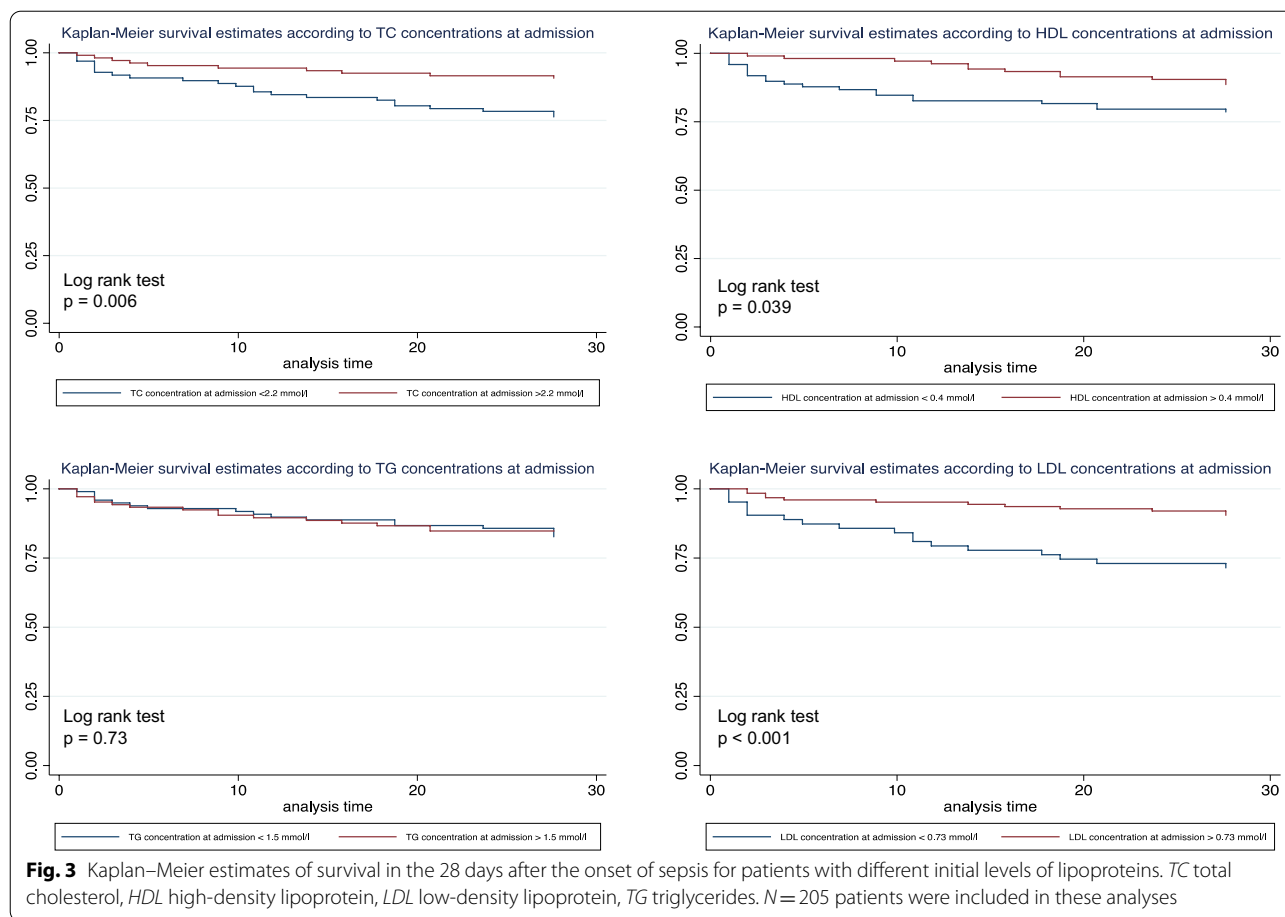 Kaplan-Meier survival estimates according to TC concentrations at admission
1.00
0.75
0.50
0.25
0.00
Log rank test
p = 0.006
0 10 20 30
analysis time
TC concentration at admission <2.2 mmol/l TC concentration at admission >2.2 mmol/l
Kaplan-Meier survival estimates according to HDL concentrations at admission
1.00
0.75
0.50
0.25
0.00
Log rank test
p = 0.039
0 10 20 30
analysis time
HDL concentration at admission < 0.4 mmol/l HDL concentration at admission > 0.4 mmol/l
Kaplan-Meier survival estimates according to TG concentrations at admission
1.00
0.75
0.50
0.25
0.00
Log rank test
p = 0.73
0 10 20 30
analysis time
TG concentration at admission < 1.5 mmol/l TG concentration at admission > 1.5 mmol/l
Kaplan-Meier survival estimates according to LDL concentrations at admission
1.00
0.75
0.50
0.25
0.00
Log rank test
p < 0.001
0 10 20 30
analysis time
LDL concentration at admission < 0.73 mmol/l LDL concentration at admission > 0.73 mmol/l
Fig. 3 Kaplan–Meier estimates of survival in the 28 days after the onset of sepsis for patients with different initial levels of lipoproteins. TC total
cholesterol, HDL high-density lipoprotein, LDL low-density lipoprotein, TG triglycerides. N = 205 patients were included in these analyses